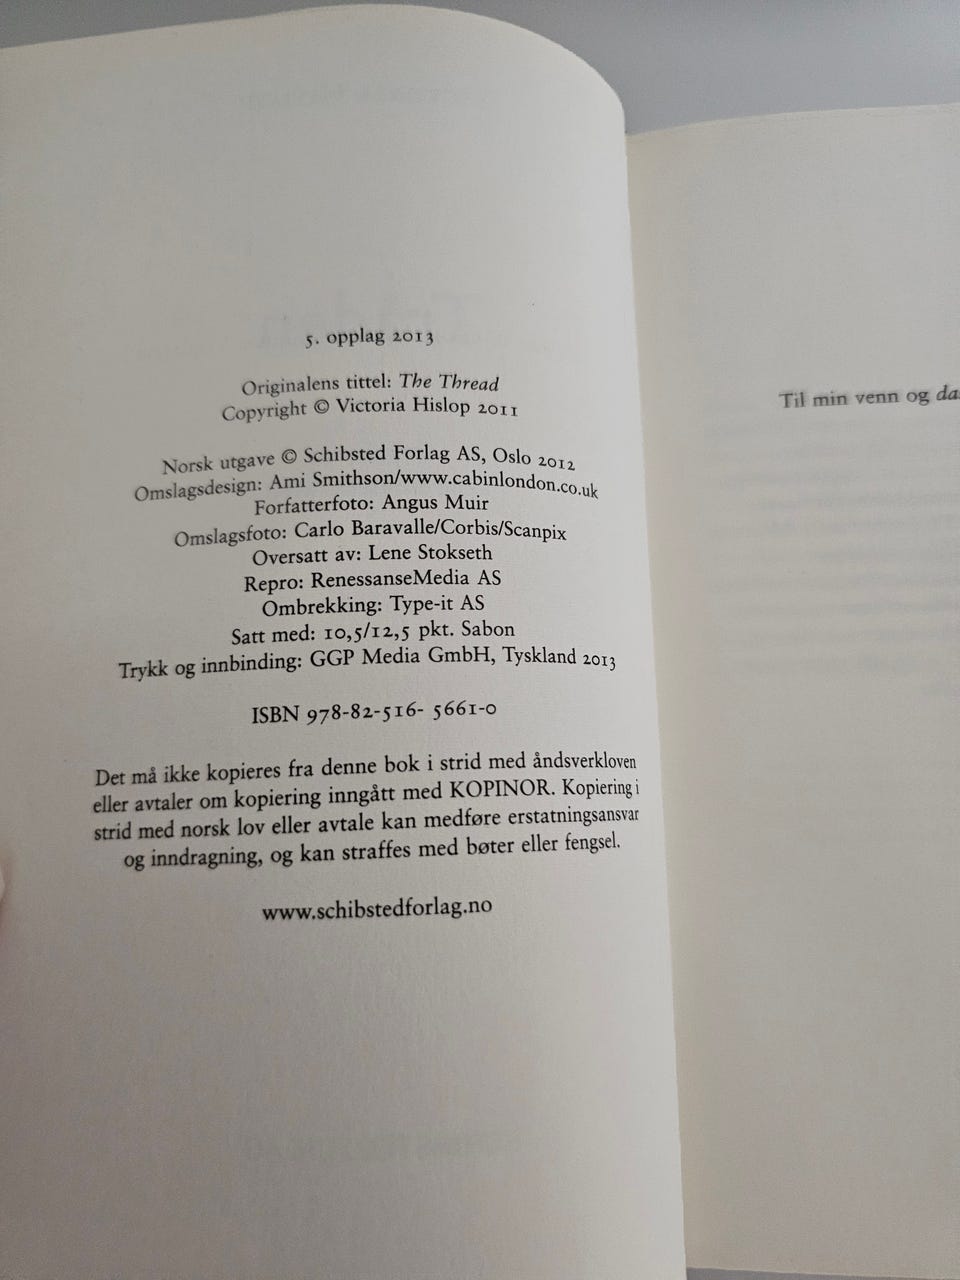 5. opplag 2013
Originalens tittel: The Thread
Copyright © Victoria Hislop 2011
Norsk utgave © Schibsted Forlag AS, Oslo 2012
Omslagsdesign: Ami Smithson/www.cabinlondon.co.uk
Forfatterfoto: Angus Muir
Omslagsfoto: Carlo Baravalle/Corbis/Scanpix
Oversatt av: Lene Stokseth
Repro: RenessanseMedia AS
Ombrekking: Type-it AS
Satt med: 10,5/12,5 pkt. Sabon
Trykk og innbinding: GGP Media GmbH, Tyskland 2013
ISBN 978-82-516- 5661-0
Det må ikke kopieres fra denne bok i strid med åndsverkloven
eller avtaler om kopiering inngått med KOPINOR. Kopiering i
strid med norsk lov eller avtale kan medføre erstatningsansvar
og inndragning, og kan straffes med bøter eller fengsel.
www.schibstedforlag.no
Til min venn og